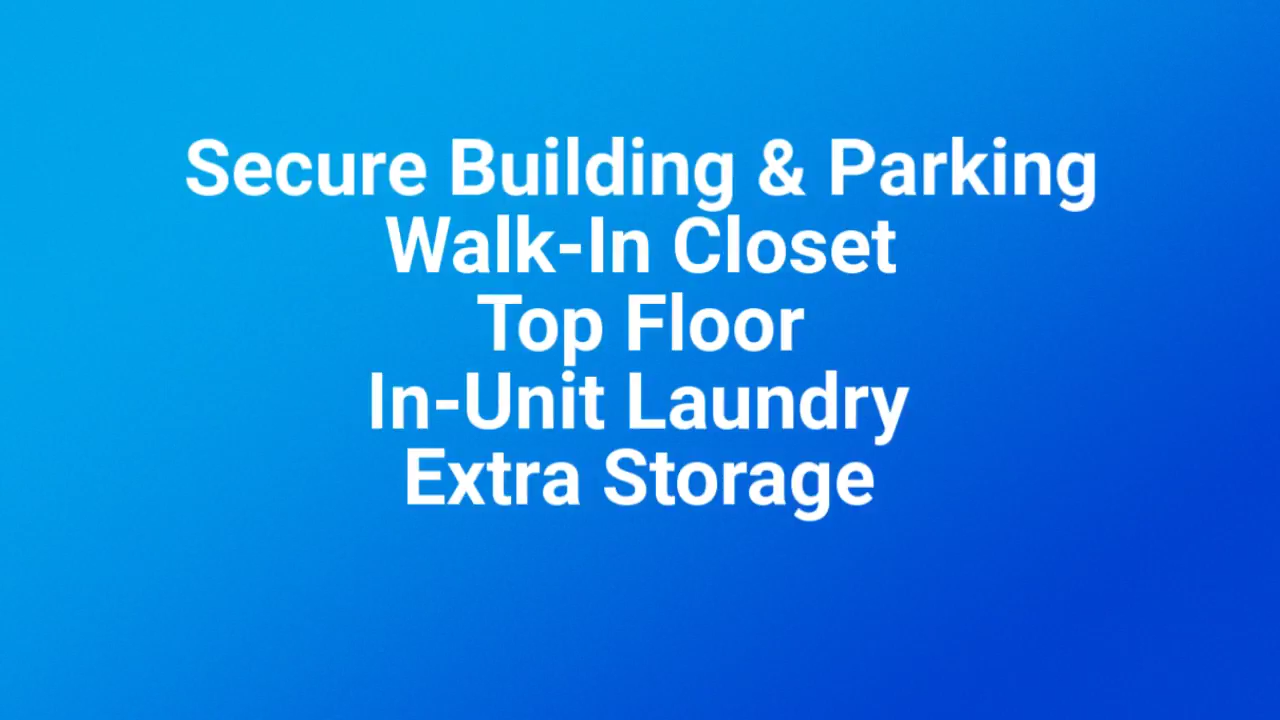 Secure Building & Parking
Walk-In Closet
Top Floor
In-Unit Laundry
Extra Storage